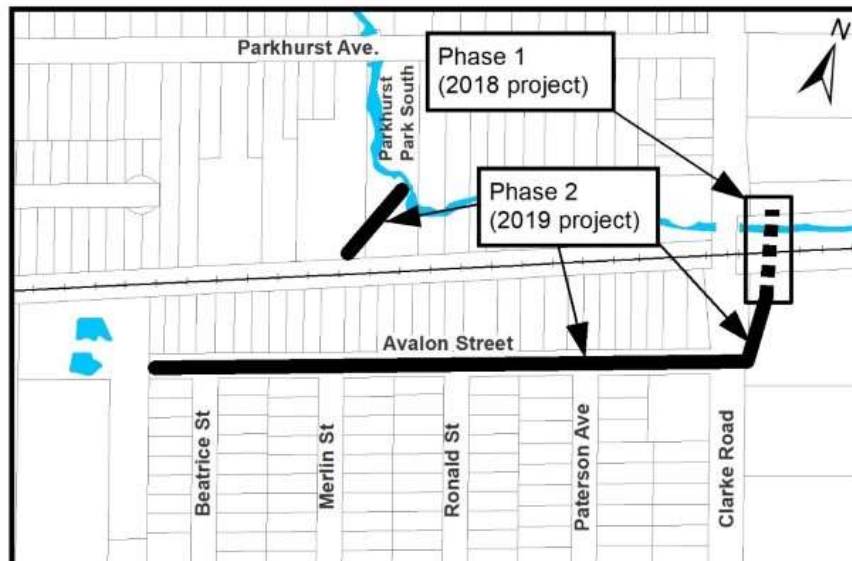 Parkhurst Ave.
Phase 1
(2018 project)
N
Parkhurst
Park South
Phase 2
(2019 project)
Avalon Street
Beatrice St
Merlin St
Ronald St
Paterson Ave
Clarke Road